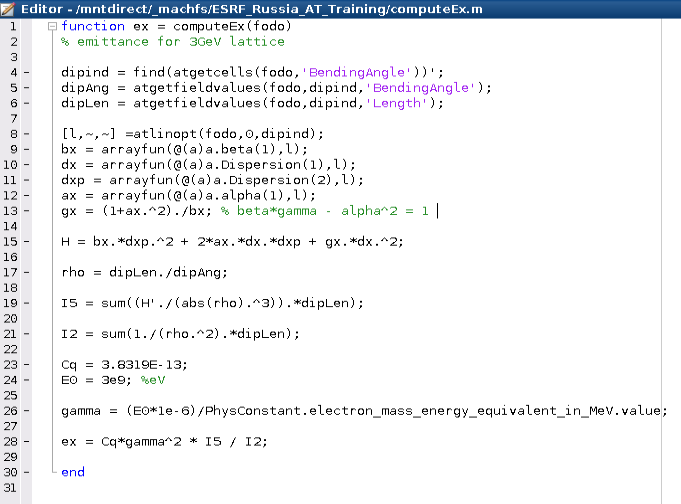 Editor - /mntdirect/_machfs/ESRF_Russia_AT_Training/computeEx.m
1 function ex = computeEx(fodo)
2 % emittance for 3GeV lattice
3
4 - dipind = find(atgetcells(fodo,'BendingAngle'))';
5 - dipAng = atgetfieldvalues(fodo,dipind,'BendingAngle');
6 - dipLen = atgetfieldvalues(fodo,dipind,'Length');
7
8 - [l,~,~] =atlinopt(fodo,0,dipind);
9 - bx = arrayfun(@(a)a.beta(1),l);
10 - dx = arrayfun(@(a)a.Dispersion(1),l);
11 - dxp = arrayfun(@(a)a.Dispersion(2),l);
12 - ax = arrayfun(@(a)a.alpha(1),l);
13 - gx = (1+ax.^2)./bx; % beta*gamma - alpha^2 = 1
14
15 - H = bx.*dxp.^2 + 2*ax.*dx.*dxp + gx.*dx.^2;
16
17 - rho = dipLen./dipAng;
18
19 - I5 = sum((H'./(abs(rho).^3)).*dipLen);
20
21 - I2 = sum(1./(rho.^2).*dipLen);
22
23 - Cq = 3.8319E-13;
24 - E0 = 3e9; %eV
25
26 - gamma = (E0*1e-6)/PhysConstant.electron_mass_energy_equivalent_in_MeV.value;
27
28 - ex = Cq*gamma^2 * I5 / I2;
29
30 - end
31